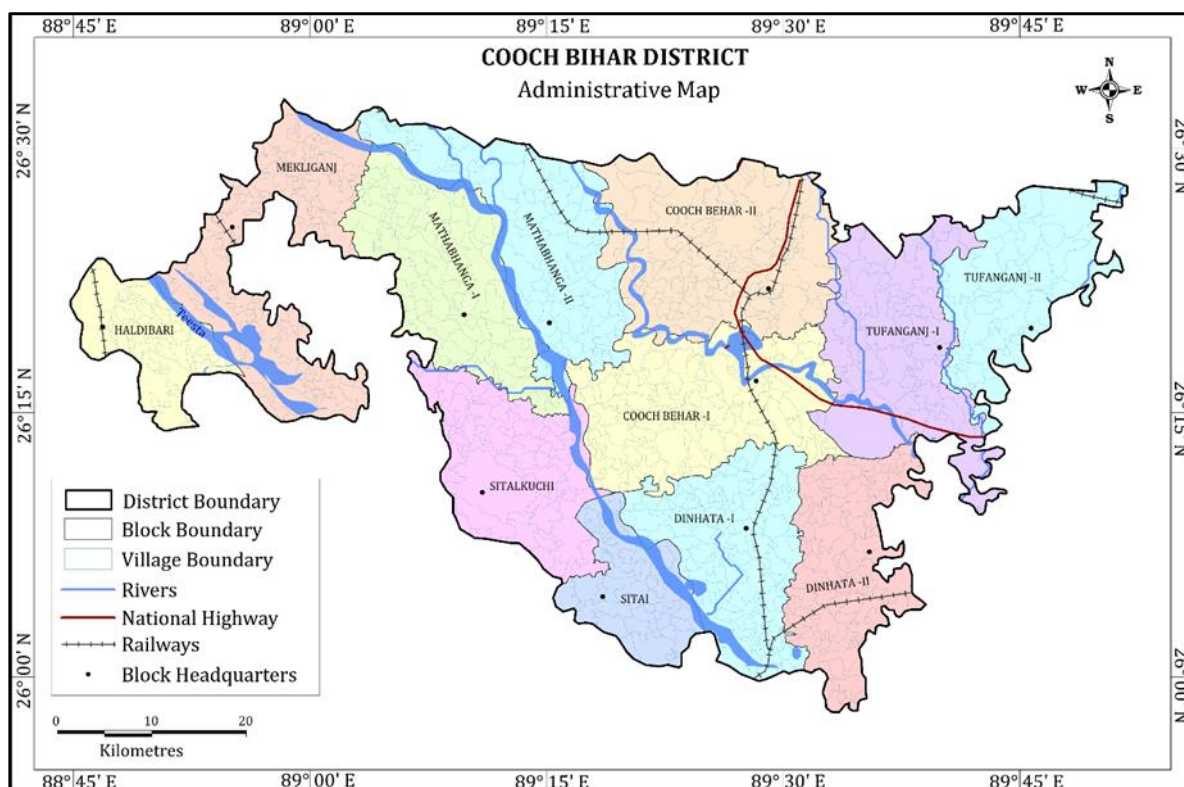 88°45' E
89°00' E
89°15' E
89°30' E
89°45' E
COOCH BIHAR DISTRICT
Administrative Map
N
W
E
S
26°30' N
26°30' N
MEKLIGANJ
COOCH BEHAR -II
MATHABHANGA -I
MATHABHANGA -II
TUFANGANJ -II
TUFANGANJ -I
HALDIBARI
Teesta
26°15' N
26°15' N
COOCH BEHAR -I
SITALKUCHI
DINHATA -I
DINHATA -II
SITAI
District Boundary
Block Boundary
Village Boundary
Rivers
National Highway
Railways
Block Headquarters
26°00' N
26°00' N
0 10 20
Kilometres
88°45' E
89°00' E
89°15' E
89°30' E
89°45' E